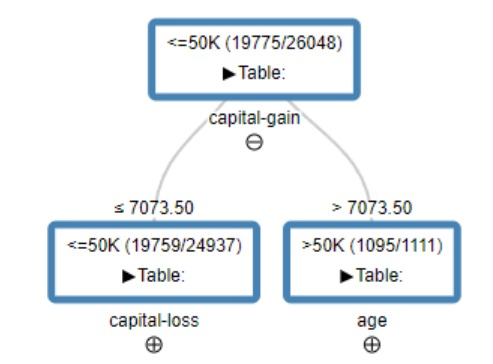 <=50K (19775/26048)
▶Table:
capital-gain
⊖
≤ 7073.50
> 7073.50
<=50K (19759/24937)
▶Table:
>50K (1095/1111)
▶Table:
capital-loss
⊕
age
⊕